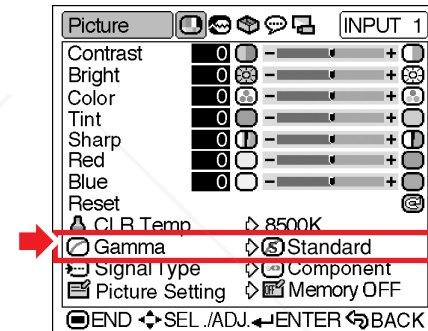 Picture INPUT 1
Contrast 0 - +
Bright 0 - +
Color 0 - +
Tint 0 - +
Sharp 0 - +
Red 0 - +
Blue 0 - +
Reset
CLR Temp 8500K
Gamma Standard
Signal Type Component
Picture Setting Memory OFF
END SEL./ADJ. ENTER BACK